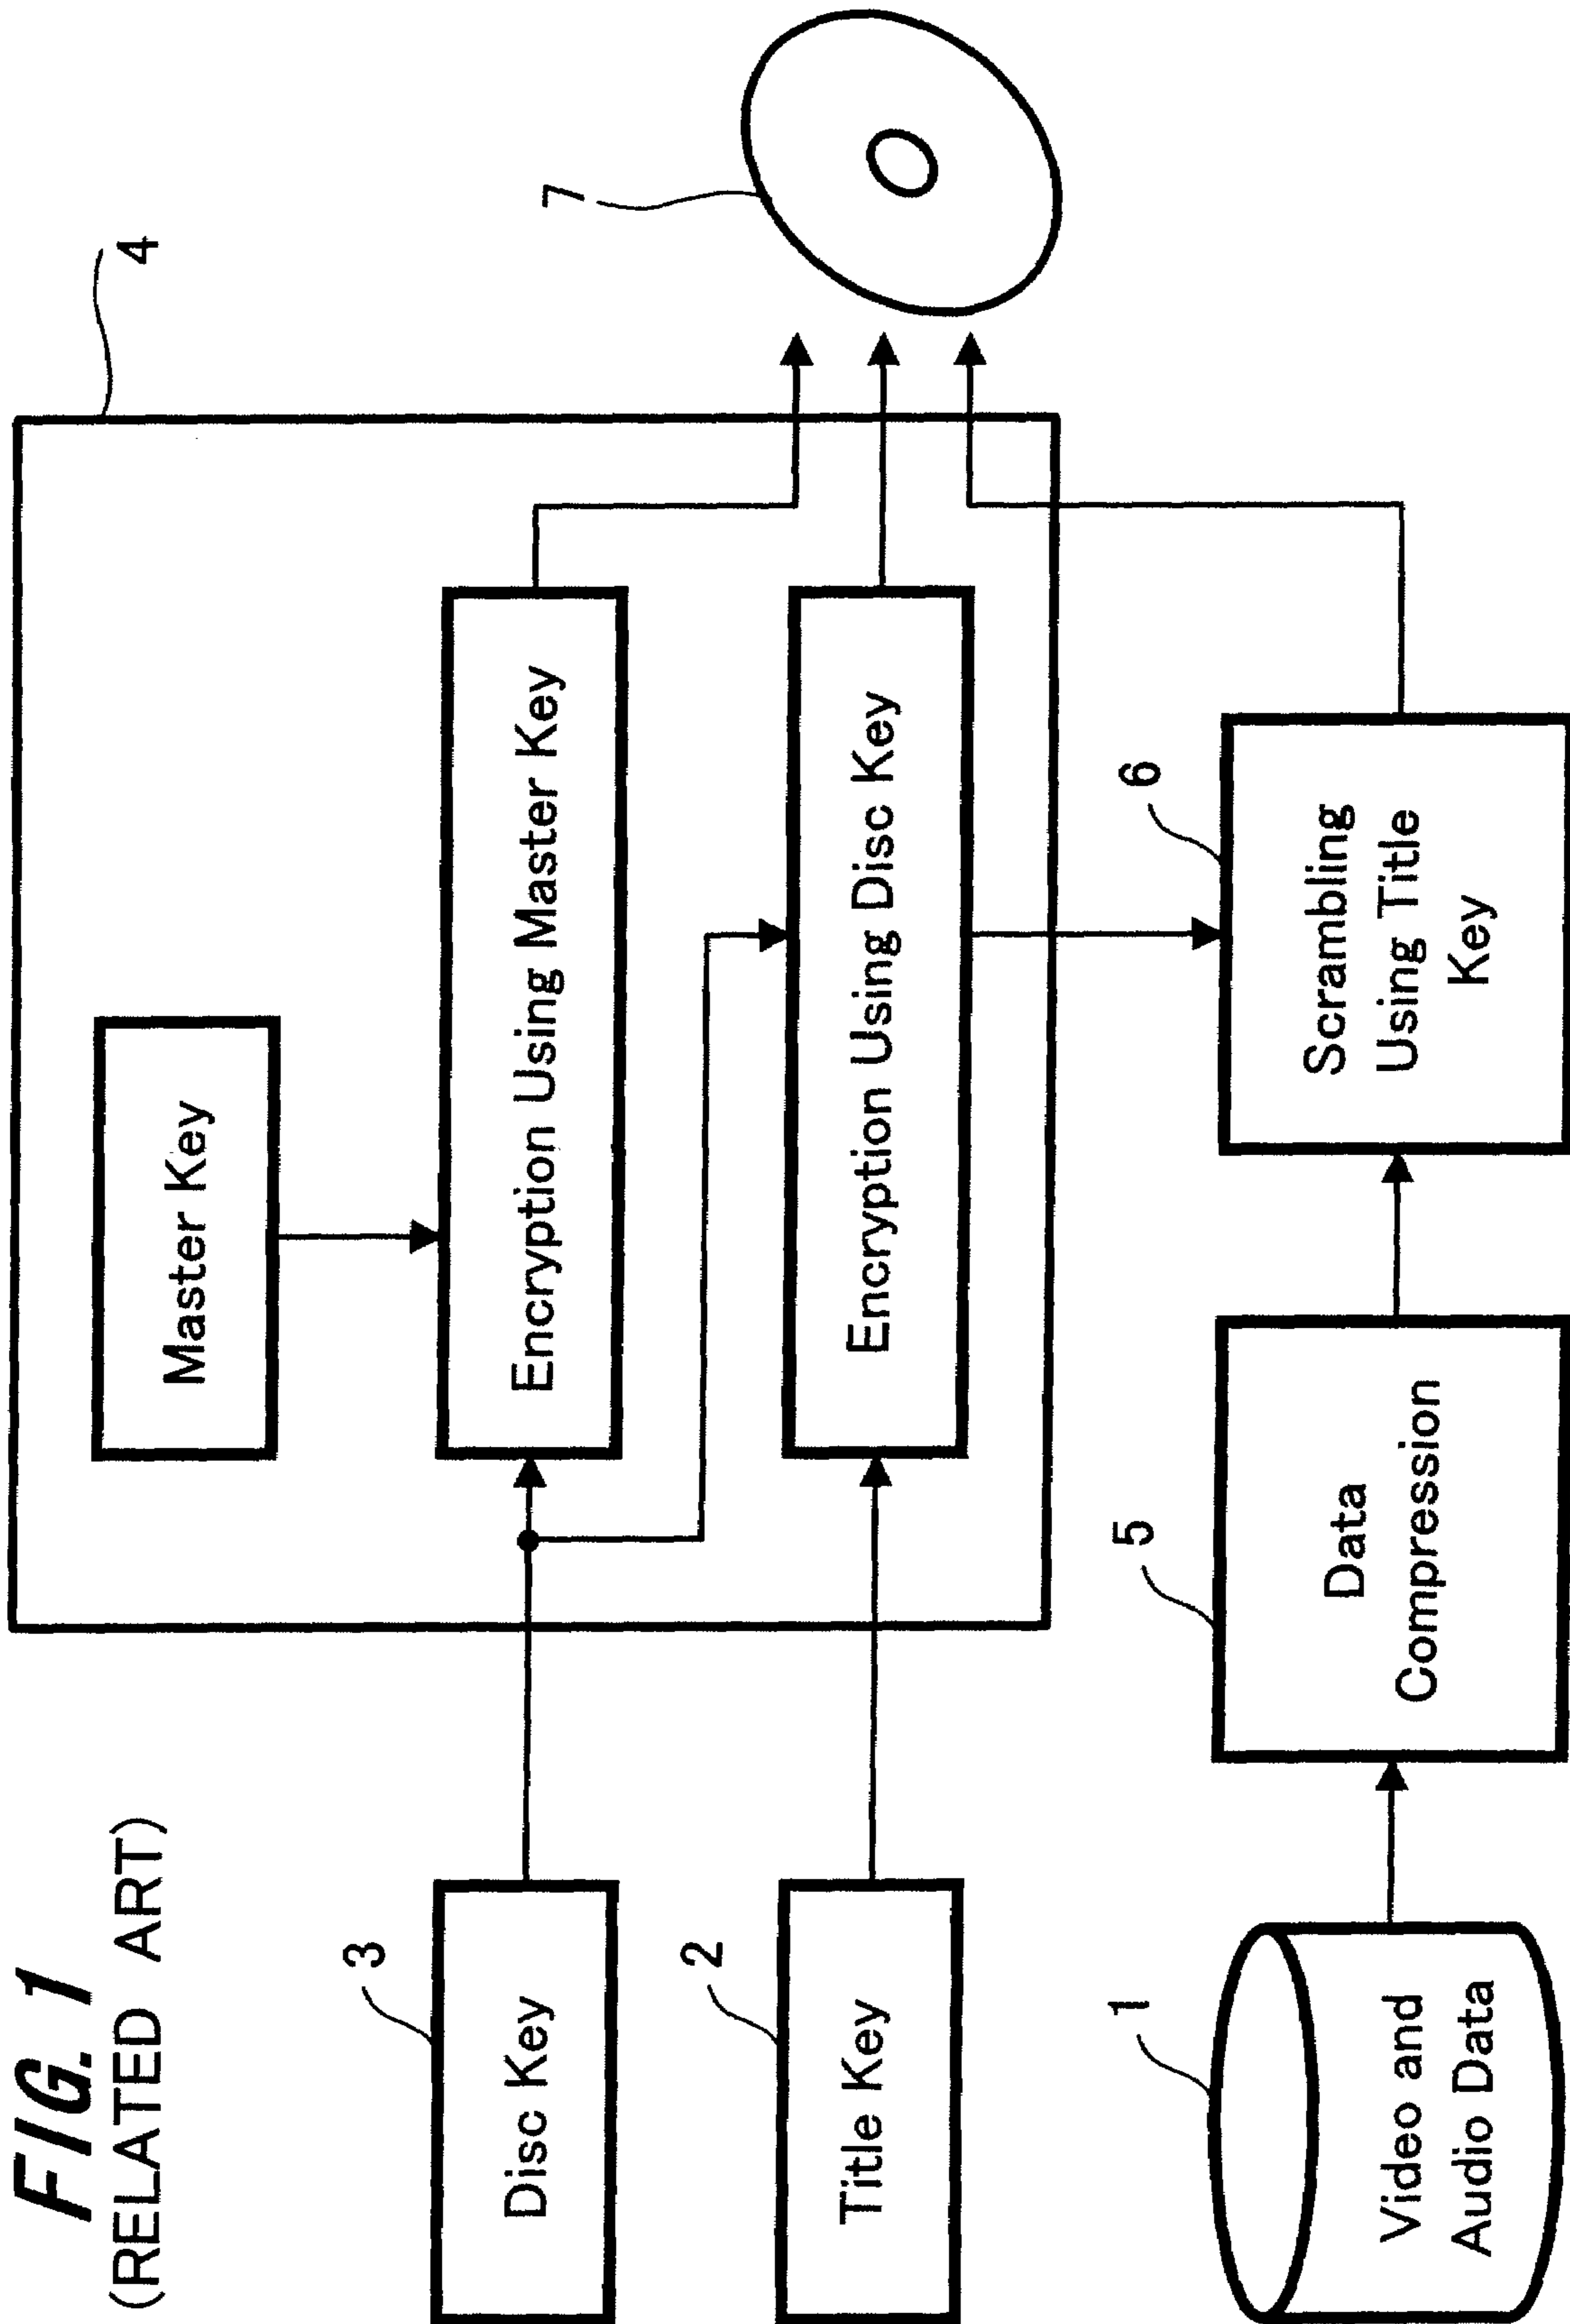 FIG. 1
(RELATED ART)
4
7
Master Key
3
Disc Key
Encryption Using Master Key
2
Title Key
Encryption Using Disc Key
1
Video and
Audio Data
5
Data
Compression
6
Scrambling
Using Title
Key